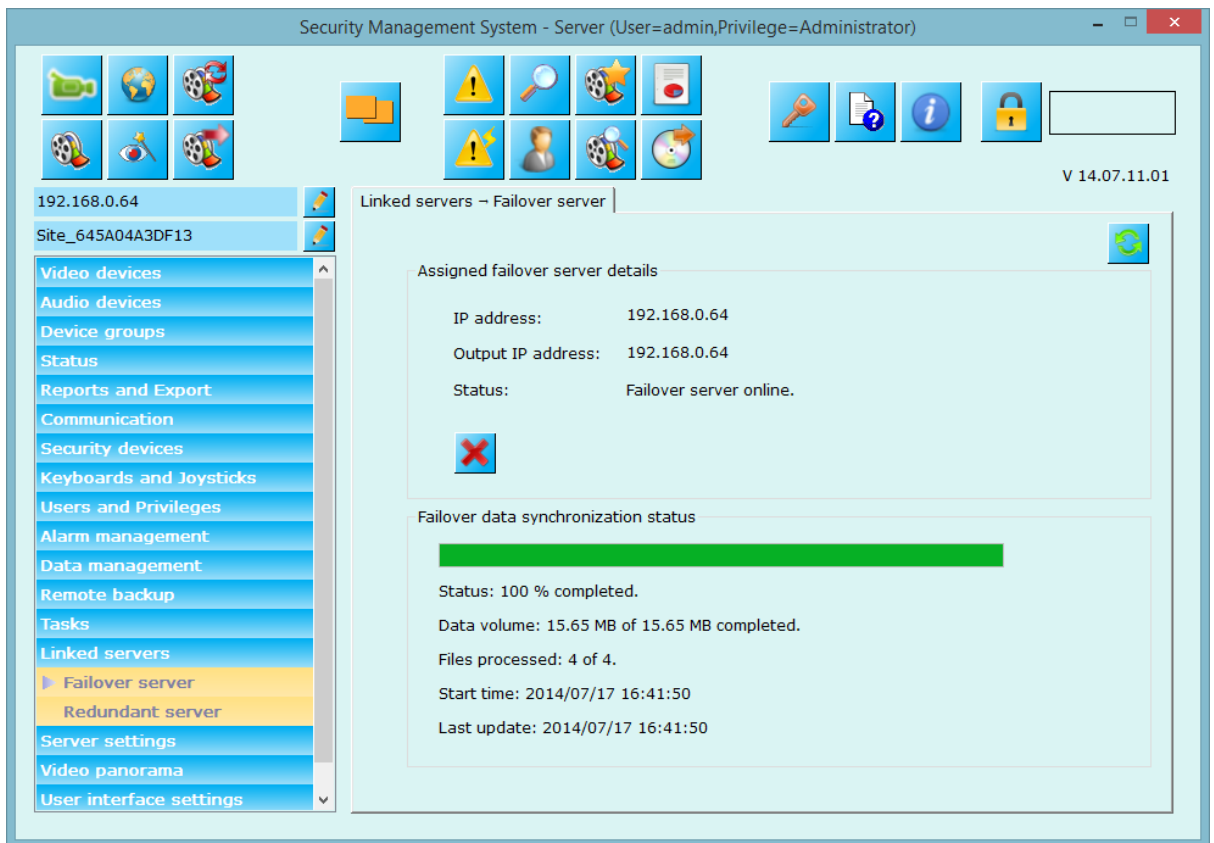 Security Management System - Server (User=admin,Privilege=Administrator)
V 14.07.11.01
192.168.0.64
Site_645A04A3DF13
Video devices
Audio devices
Device groups
Status
Reports and Export
Communication
Security devices
Keyboards and Joysticks
Users and Privileges
Alarm management
Data management
Remote backup
Tasks
Linked servers
Failover server
Redundant server
Server settings
Video panorama
User interface settings
Linked servers → Failover server
Assigned failover server details
IP address: 192.168.0.64
Output IP address: 192.168.0.64
Status: Failover server online.
Failover data synchronization status
Status: 100 % completed.
Data volume: 15.65 MB of 15.65 MB completed.
Files processed: 4 of 4.
Start time: 2014/07/17 16:41:50
Last update: 2014/07/17 16:41:50